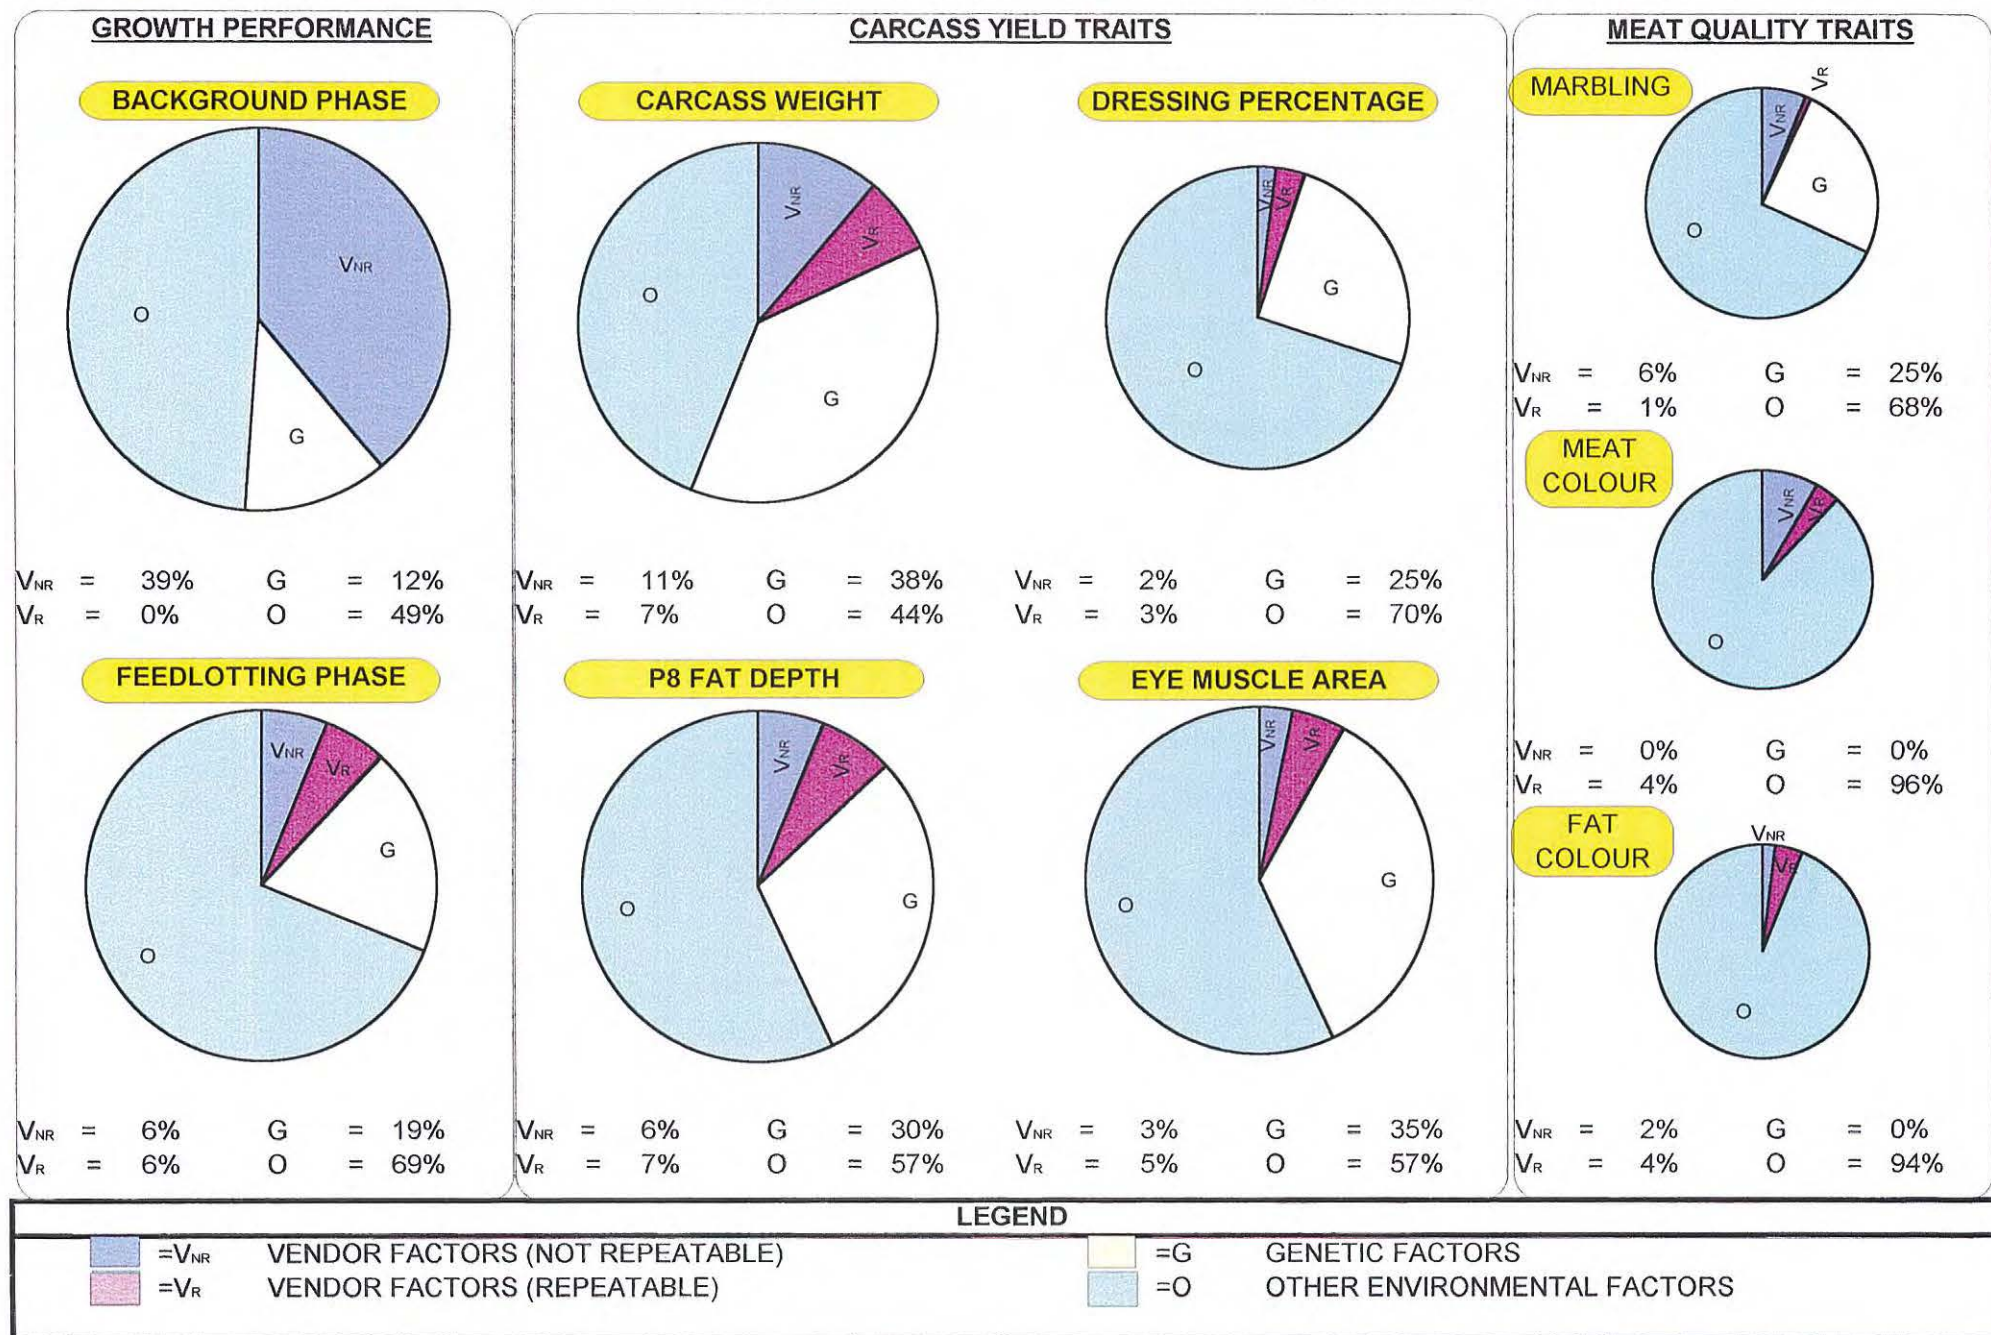 GROWTH PERFORMANCE
BACKGROUND PHASE
O
VNR
G
VNR = 39% G = 12%
VR = 0% O = 49%
FEEDLOTTING PHASE
VNR
VR
G
O
VNR = 6% G = 19%
VR = 6% O = 69%
CARCASS YIELD TRAITS
CARCASS WEIGHT
VNR
VR
O
G
VNR = 11% G = 38%
VR = 7% O = 44%
DRESSING PERCENTAGE
VNR
VR
G
O
VNR = 2% G = 25%
VR = 3% O = 70%
P8 FAT DEPTH
VNR
VR
G
O
VNR = 6% G = 30%
VR = 7% O = 57%
EYE MUSCLE AREA
VNR
VR
G
O
VNR = 3% G = 35%
VR = 5% O = 57%
MEAT QUALITY TRAITS
MARBLING
VR
VNR
G
O
VNR = 6% G = 25%
VR = 1% O = 68%
MEAT
COLOUR
VNR
VR
O
VNR = 0% G = 0%
VR = 4% O = 96%
FAT
COLOUR
VNR
VR
O
VNR = 2% G = 0%
VR = 4% O = 94%
LEGEND
=VNR VENDOR FACTORS (NOT REPEATABLE)
=VR VENDOR FACTORS (REPEATABLE)
=G GENETIC FACTORS
=O OTHER ENVIRONMENTAL FACTORS